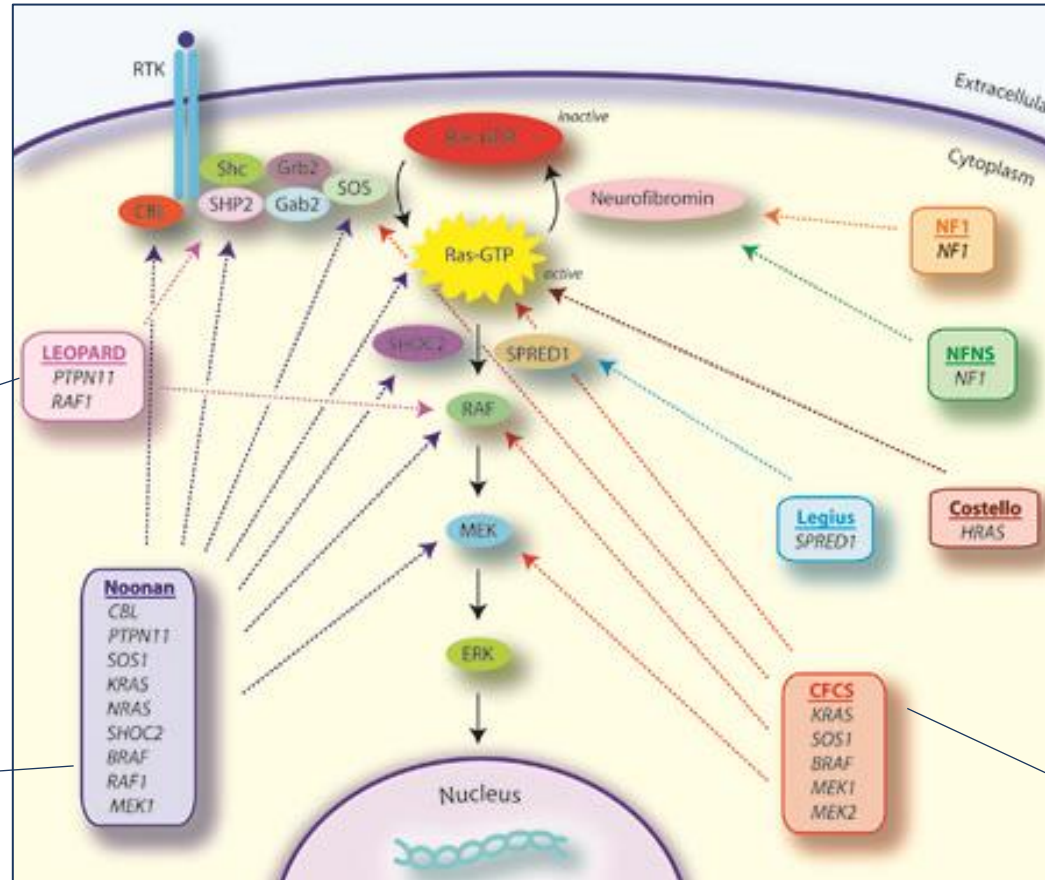 RTK
Extracellula
inactive
Cytoplasm
Shc
Grb2
SOS
CBL
SHP2
Gab2
Neurofibromin
NF1
NF1
Ras-GTP
active
NFNS
NF1
LEOPARD
PTPN11
RAF1
SHOC2
SPRED1
RAF
Legius
SPRED1
Costello
HRAS
MEK
Noonan
CBL
PTPN11
SOS1
KRAS
NRAS
SHOC2
BRAF
RAF1
MEK1
ERK
CFCS
KRAS
SOS1
BRAF
MEK1
MEK2
Nucleus